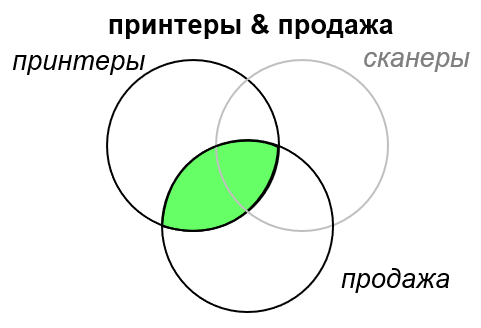 принтеры & продажа
принтеры
сканеры
продажа